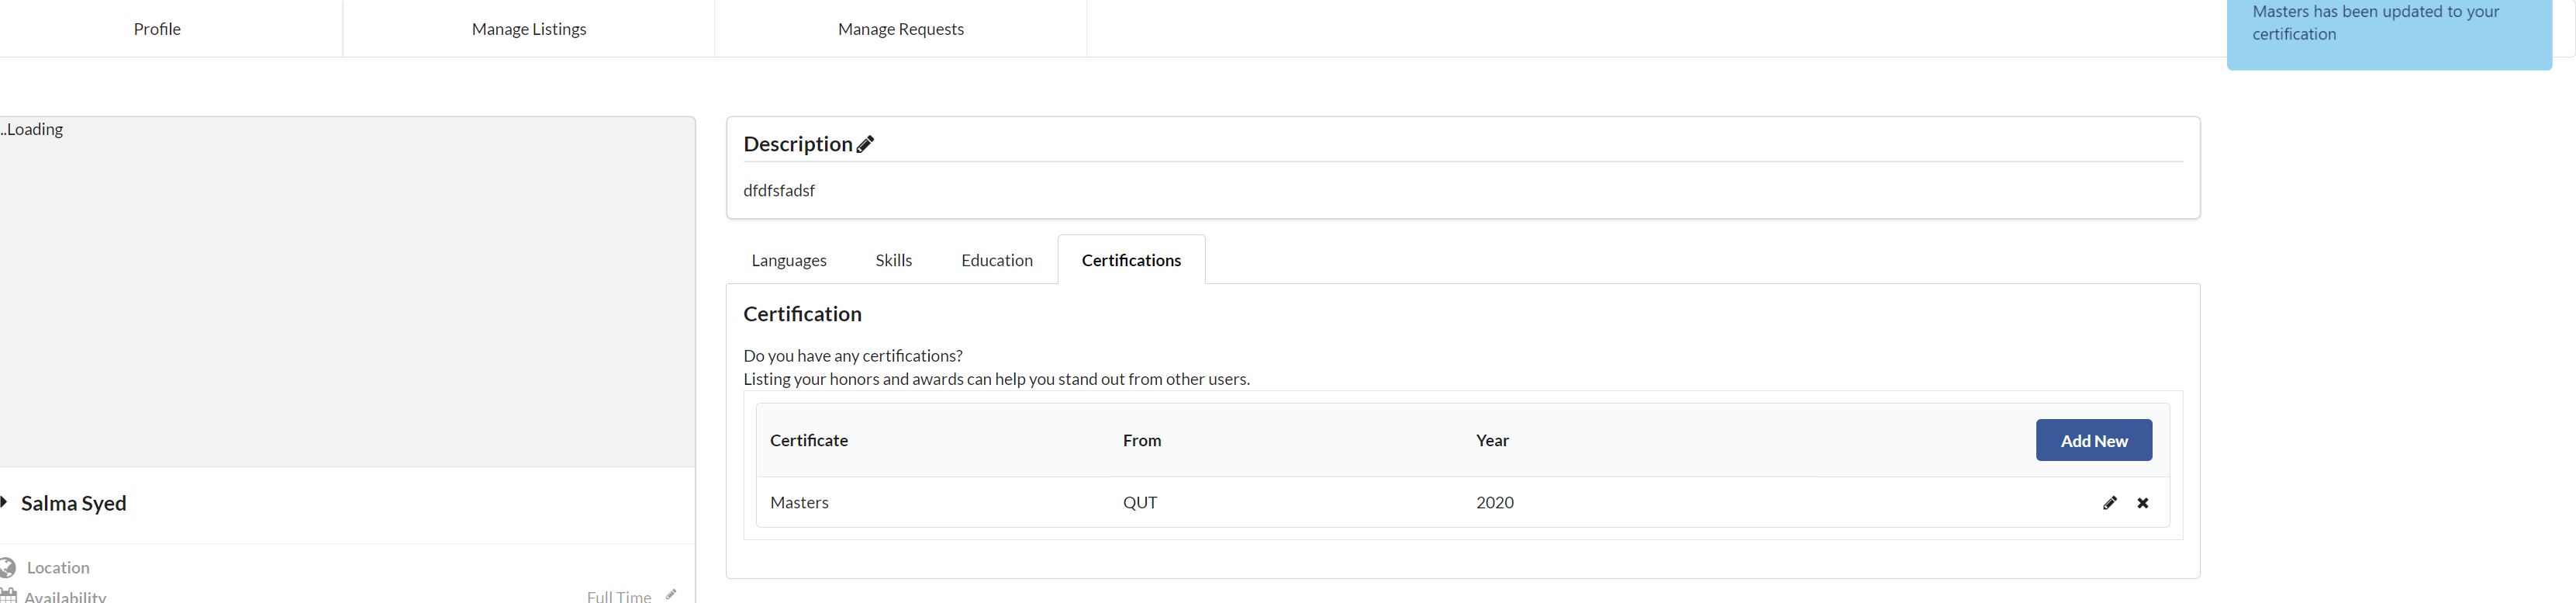 Profile
Manage Listings
Manage Requests
Masters has been updated to your
certification
..Loading
Description
dfdfsfadsf
Languages
Skills
Education
Certifications
Certification
Do you have any certifications?
Listing your honors and awards can help you stand out from other users.
Certificate From Year Add New
Masters QUT 2020
Salma Syed
Location
Availability Full Time